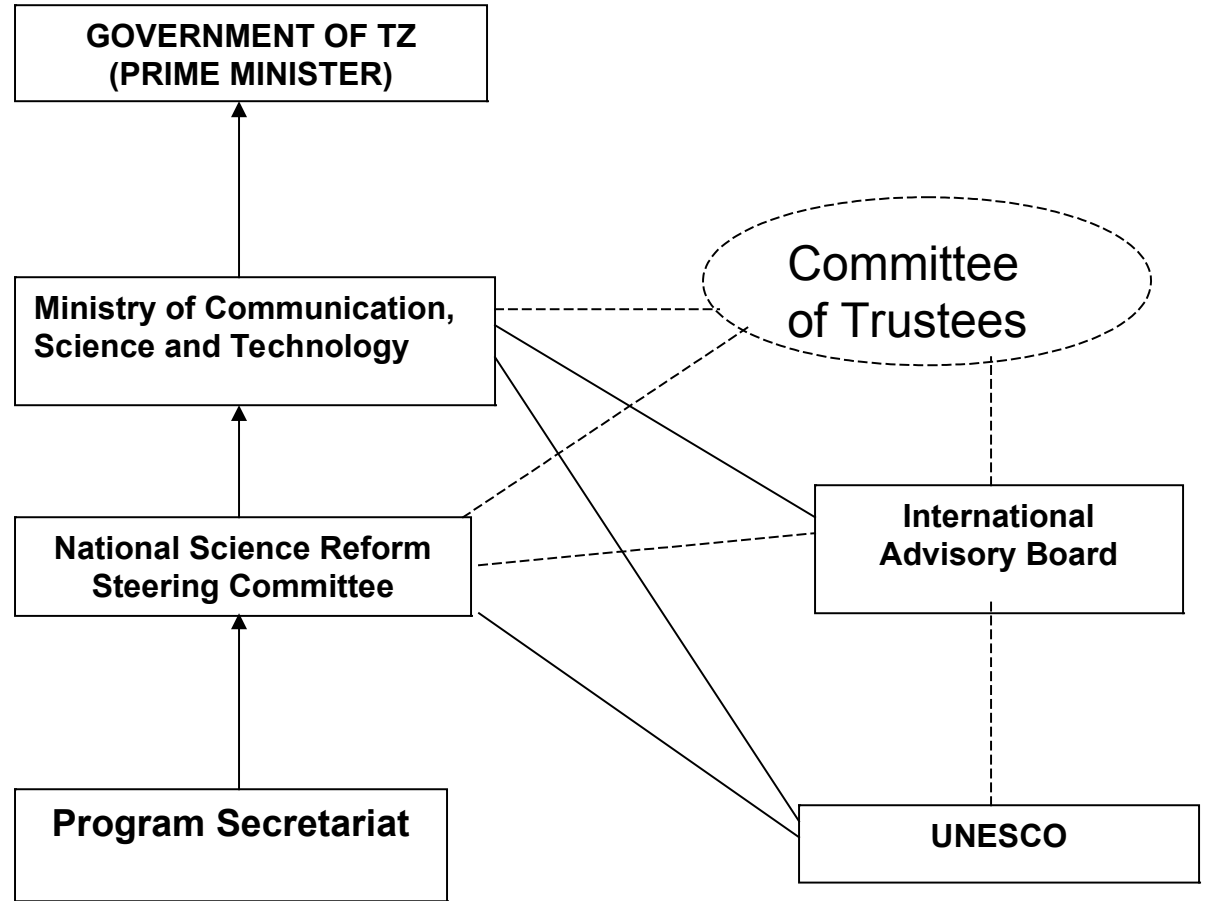 GOVERNMENT OF TZ
(PRIME MINISTER)
Committee
of Trustees
Ministry of Communication,
Science and Technology
International
Advisory Board
National Science Reform
Steering Committee
Program Secretariat
UNESCO